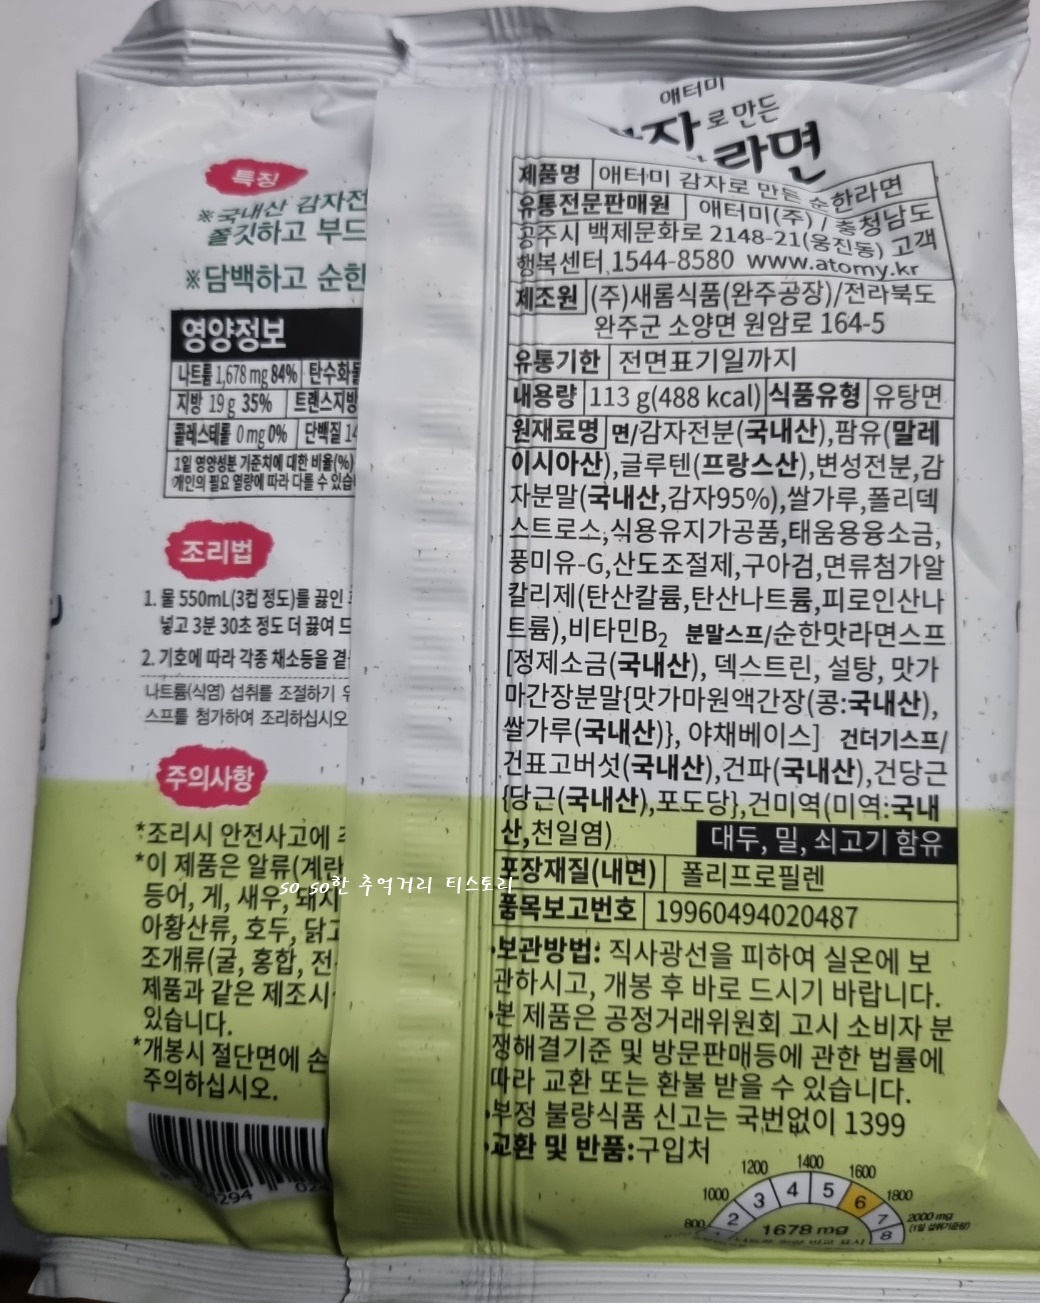 애터미
로 만든
라면
특징
※국내산 감자전
쫄깃하고 부드
※담백하고 순한
영양정보
나트륨 1,678 mg 84% 탄수화물
지방 19 g 35% 트랜스지방
콜레스테롤 0 mg 0% 단백질 14
1일 영양성분 기준치에 대한 비율(%)
개인의 필요 열량에 따라 다를 수 있습
조리법
1. 물 550mL(3컵 정도)를 끓인
넣고 3분 30초 정도 더 끓여 드
2. 기호에 따라 각종 채소등을 곁
나트륨(식염) 섭취를 조절하기
스프를 첨가하여 조리하십시오
주의사항
*조리시 안전사고에
*이 제품은 알류(계란
등어, 게, 새우, 돼지
아황산류, 호두, 닭고
조개류(굴, 홍합, 전
제품과 같은 제조시
있습니다.
*개봉시 절단면에 손
주의하십시오.
294
제품명 애터미 감자로 만든 순한라면
유통전문판매원 애터미(주) / 충청남도
공주시 백제문화로 2148-21(웅진동) 고객
행복센터 1544-8580 www.atomy.kr
제조원 (주)새롬식품(완주공장)/전라북도
완주군 소양면 원암로 164-5
유통기한 전면표기일까지
내용량 113 g(488 kcal) 식품유형 유탕면
원재료명 면/감자전분(국내산),팜유(말레
이시아산),글루텐(프랑스산),변성전분,감
자분말(국내산,감자95%),쌀가루,폴리덱
스트로스,식용유지가공품,태움용융소금,
풍미유-G,산도조절제,구아검,면류첨가알
칼리제(탄산칼륨,탄산나트륨,피로인산나
트륨),비타민B₂ 분말스프/순한맛라면스프
[정제소금(국내산), 덱스트린, 설탕, 맛가
마간장분말{맛가마원액간장(콩:국내산),
쌀가루(국내산)}, 야채베이스] 건더기스프/
건표고버섯(국내산),건파(국내산),건당근
{당근(국내산),포도당},건미역(미역:국내
산,천일염)
대두, 밀, 쇠고기 함유
포장재질(내면) 폴리프로필렌
품목보고번호 19960494020487
•보관방법: 직사광선을 피하여 실온에 보
관하시고, 개봉 후 바로 드시기 바랍니다.
•본 제품은 공정거래위원회 고시 소비자 분
쟁해결기준 및 방문판매등에 관한 법률에
따라 교환 또는 환불 받을 수 있습니다.
•부정 불량식품 신고는 국번없이 1399
•교환 및 반품:구입처
800 1000 1200 1400 1600 1800 2000 mg
2 3 4 5 6 7 8
1678 mg
so so한 추억거리 티스토리